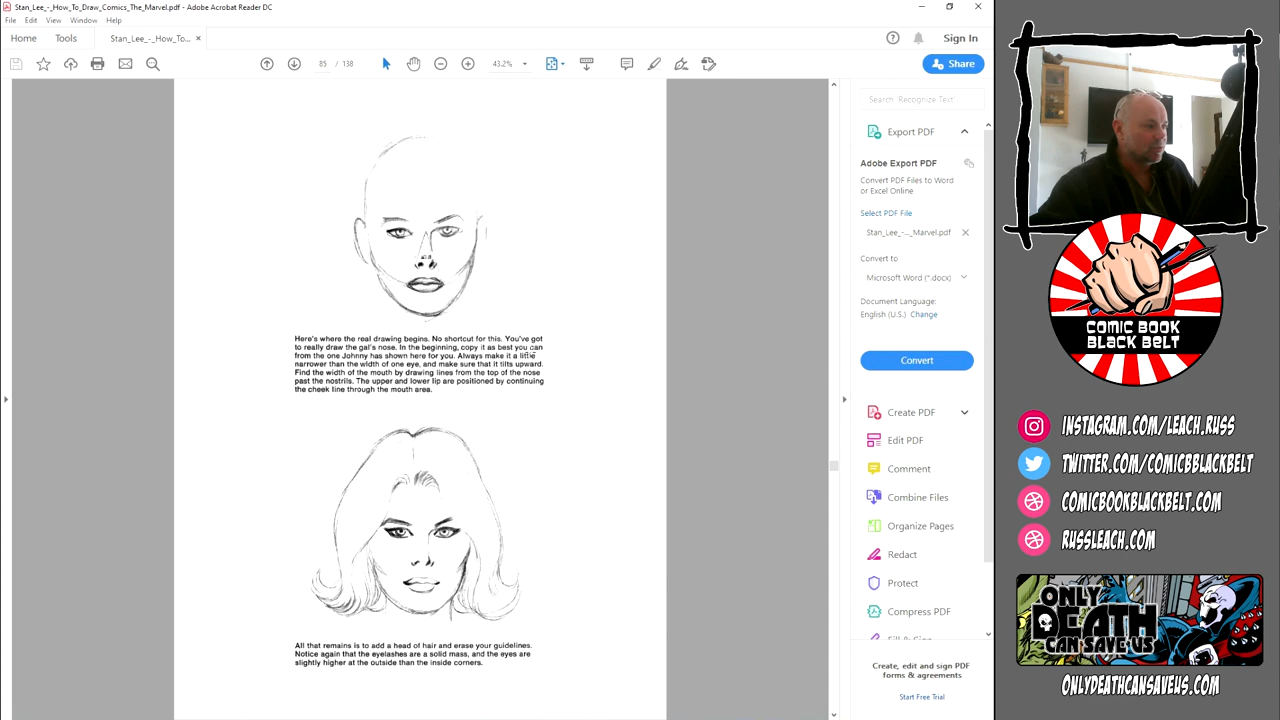 Stan_Lee_-_How_To_Draw_Comics_The_Marvel.pdf - Adobe Acrobat Reader DC
File Edit View Window Help
Home Tools Stan_Lee_-_How_To... × Sign In
85 / 138 43.2% Share
Search 'Recognize Text'
Export PDF
Adobe Export PDF
Convert PDF Files to Word
or Excel Online
Select PDF File
Stan_Lee_-..._Marvel.pdf
Convert to
Microsoft Word (*.docx)
Document Language:
English (U.S.) Change
Convert
Create PDF
Edit PDF
Comment
Combine Files
Organize Pages
Redact
Protect
Compress PDF
Fill & Sign
Create, edit and sign PDF
forms & agreements
Start Free Trial
Here's where the real drawing begins. No shortcut for this. You've got
to really draw the gal's nose. In the beginning, copy it as best you can
from the one Johnny has shown here for you. Always make it a little
narrower than the width of one eye, and make sure that it tilts upward.
Find the width of the mouth by drawing lines from the top of the nose
past the nostrils. The upper and lower lip are positioned by continuing
the cheek line through the mouth area.
All that remains is to add a head of hair and erase your guidelines.
Notice again that the eyelashes are a solid mass, and the eyes are
slightly higher at the outside than the inside corners.
COMIC BOOK
BLACK BELT
INSTAGRAM.COM/LEACH.RUSS
TWITTER.COM/COMICBBLACKBELT
COMICBOOKBLACKBELT.COM
RUSSLEACH.COM
ONLY
DEATH
CAN SAVE US
ONLYDEATHCANSAVEUS.COM